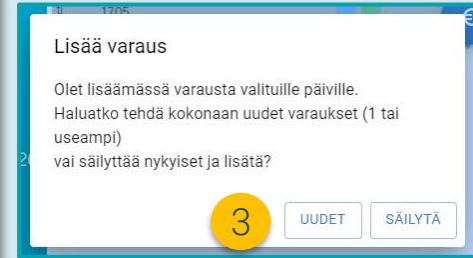 1705
€
Lisää varaus
Olet lisäämässä varausta valituille päiville.
Haluatko tehdä kokonaan uudet varaukset (1 tai
useampi)
vai säilyttää nykyiset ja lisätä?
3
UUDET
SÄILYTÄ